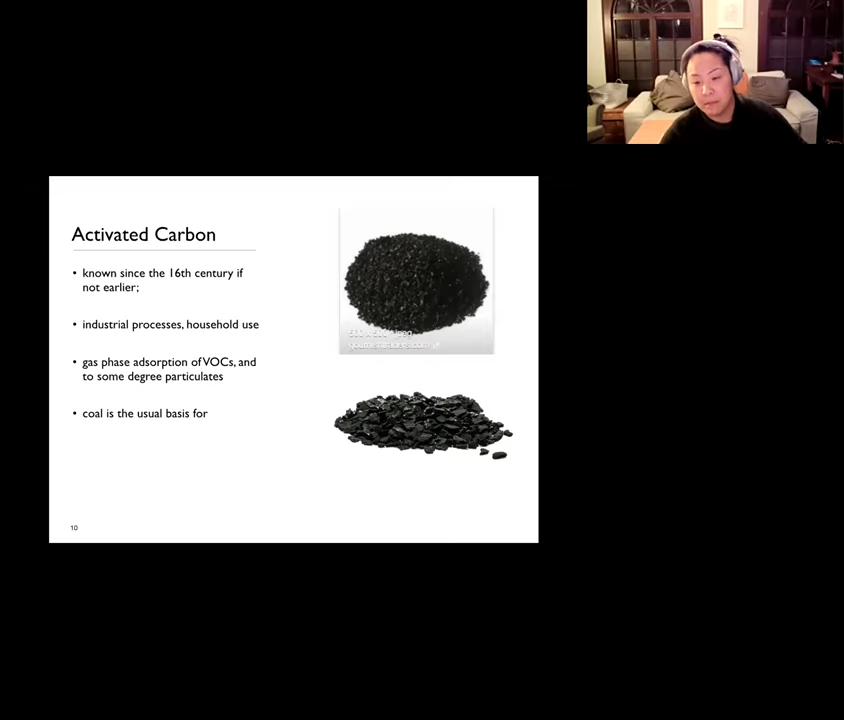 Activated Carbon
• known since the 16th century if
not earlier;
• industrial processes, household use
• gas phase adsorption of VOCs, and
to some degree particulates
• coal is the usual basis for
10